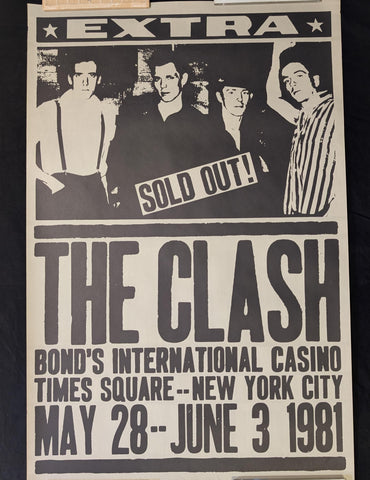 ★ EXTRA ★
SOLD OUT!
THE CLASH
BOND'S INTERNATIONAL CASINO
TIMES SQUARE--NEW YORK CITY
MAY 28--JUNE 3 1981